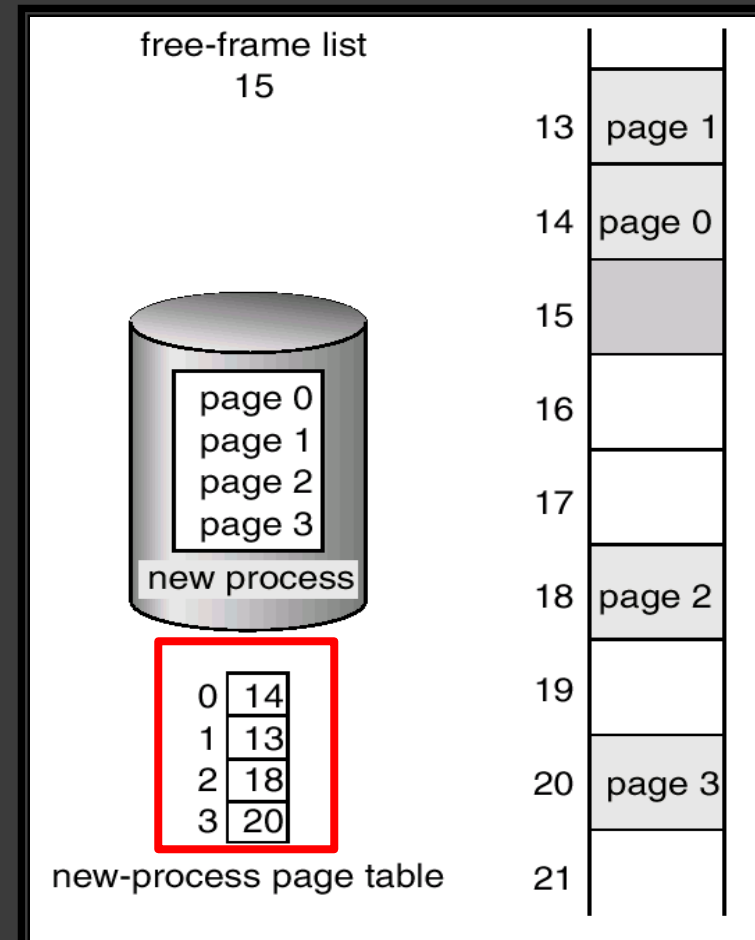 free-frame list
15
page 0
page 1
page 2
page 3
new process
0 14
1 13
2 18
3 20
new-process page table
13 page 1
14 page 0
15
16
17
18 page 2
19
20 page 3
21